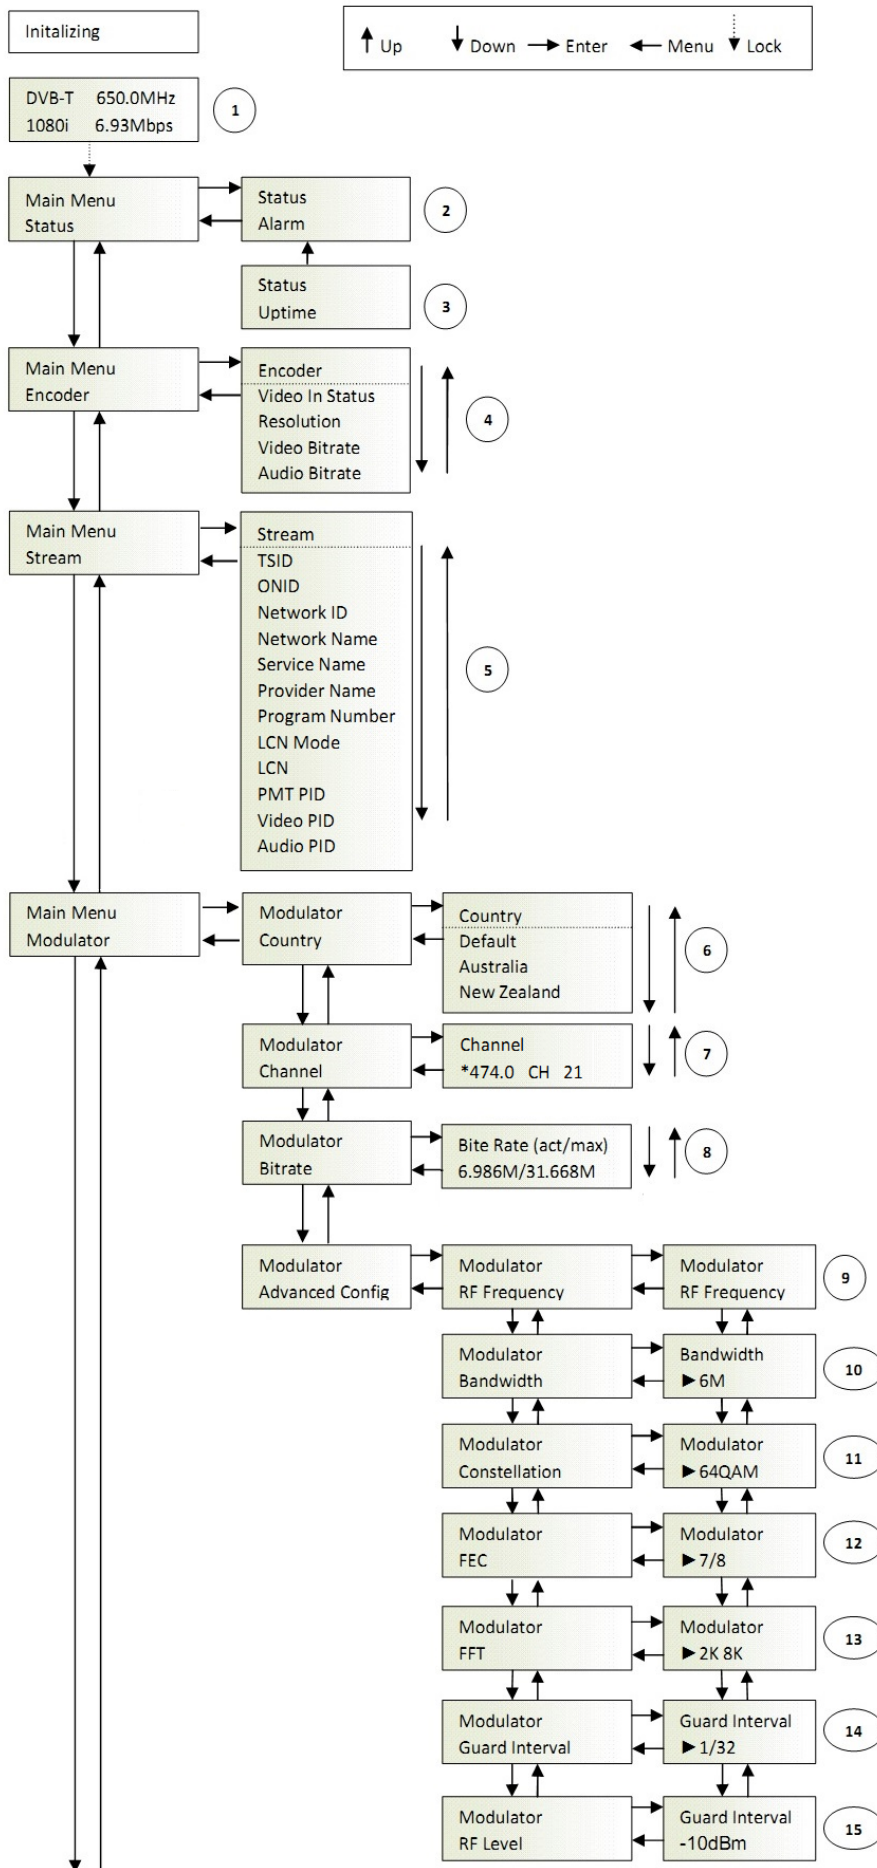 Initalizing
Up Down Enter Menu Lock
DVB-T 650.0MHz
1080i 6.93Mbps
1
Main Menu
Status
Status
Alarm
2
Status
Uptime
3
Main Menu
Encoder
Encoder
Video In Status
Resolution
Video Bitrate
Audio Bitrate
4
Main Menu
Stream
Stream
TSID
ONID
Network ID
Network Name
Service Name
Provider Name
Program Number
LCN Mode
LCN
PMT PID
Video PID
Audio PID
5
Main Menu
Modulator
Modulator
Country
Country
Default
Australia
New Zealand
6
Modulator
Channel
Channel
*474.0 CH 21
7
Modulator
Bitrate
Bite Rate (act/max)
6.986M/31.668M
8
Modulator
Advanced Config
Modulator
RF Frequency
Modulator
RF Frequency
9
Modulator
Bandwidth
Bandwidth
►6M
10
Modulator
Constellation
Modulator
►64QAM
11
Modulator
FEC
Modulator
►7/8
12
Modulator
FFT
Modulator
►2K 8K
13
Modulator
Guard Interval
Guard Interval
►1/32
14
Modulator
RF Level
Guard Interval
-10dBm
15